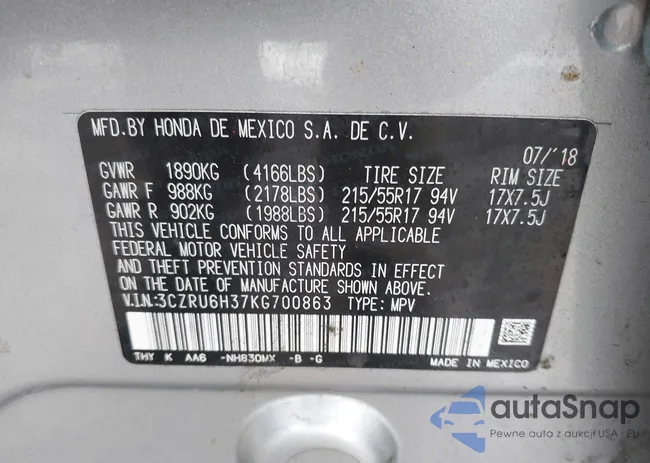 MFD.BY HONDA DE MEXICO S.A. DE C.V.
07/'18
GVWR 1890KG (4166LBS) TIRE SIZE RIM SIZE
GAWR F 988KG (2178LBS) 215/55R17 94V 17X7.5J
GAWR R 902KG (1988LBS) 215/55R17 94V 17X7.5J
THIS VEHICLE CONFORMS TO ALL APPLICABLE
FEDERAL MOTOR VEHICLE SAFETY
AND THEFT PREVENTION STANDARDS IN EFFECT
ON THE DATE OF MANUFACTURE SHOWN ABOVE.
V.I.N:3CZRU6H37KG700863 TYPE: MPV
THY K AA6 -NH830MX -B -G
MADE IN MEXICO
autaSnap
Pewne auto z aukcji USA i EU